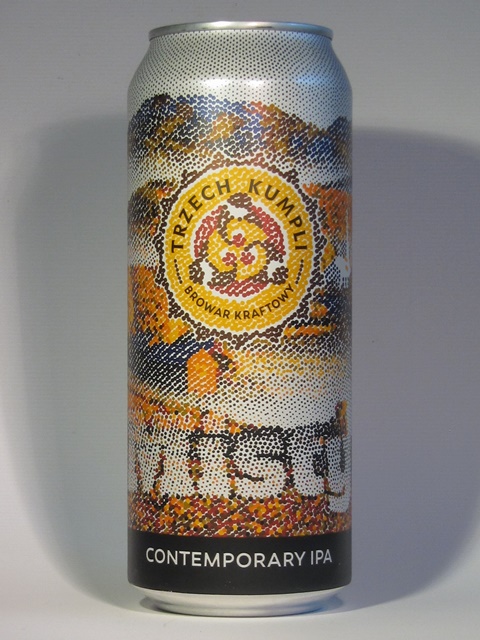 TRZECH KUMPLI
BROWAR KRAFTOWY
CONTEMPORARY IPA